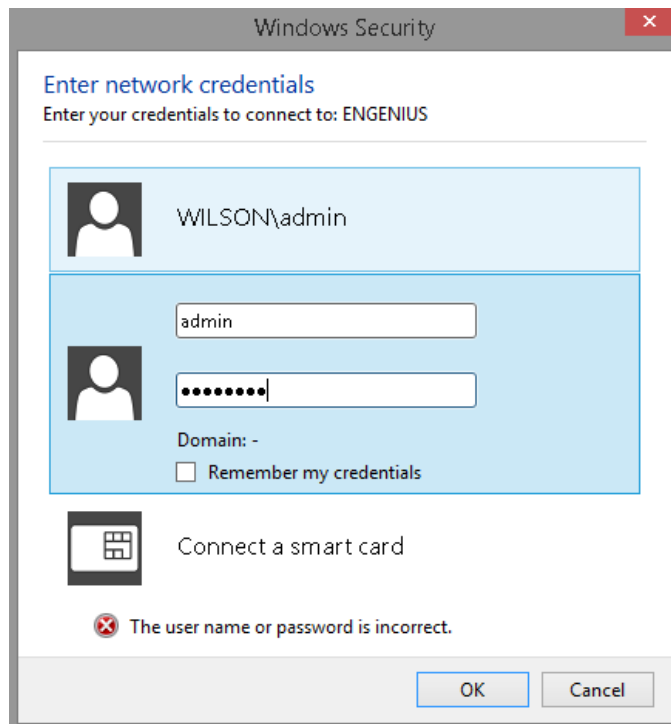 Windows Security
Enter network credentials
Enter your credentials to connect to: ENGENIUS
WILSON\admin
admin
●●●●●●●●
Domain: -
Remember my credentials
Connect a smart card
The user name or password is incorrect.
OK Cancel